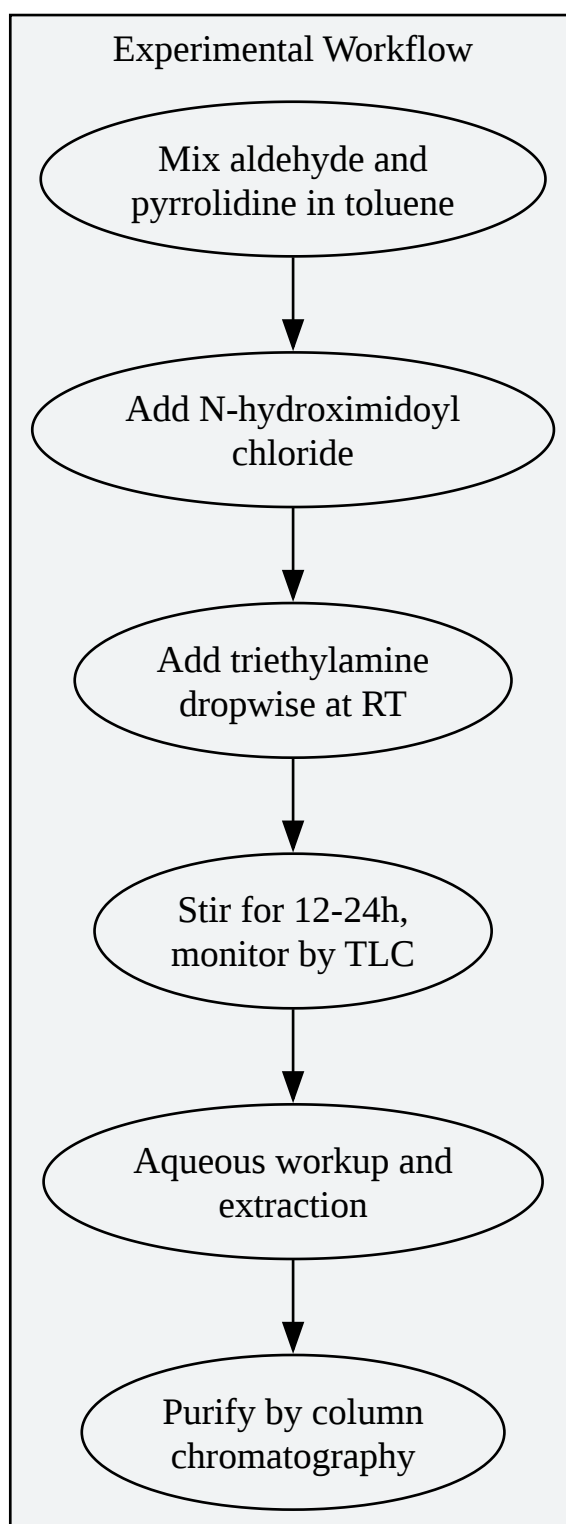 Experimental Workflow
Mix aldehyde and
pyrrolidine in toluene
Add N-hydroximidoyl
chloride
Add triethylamine
dropwise at RT
Stir for 12-24h,
monitor by TLC
Aqueous workup and
extraction
Purify by column
chromatography